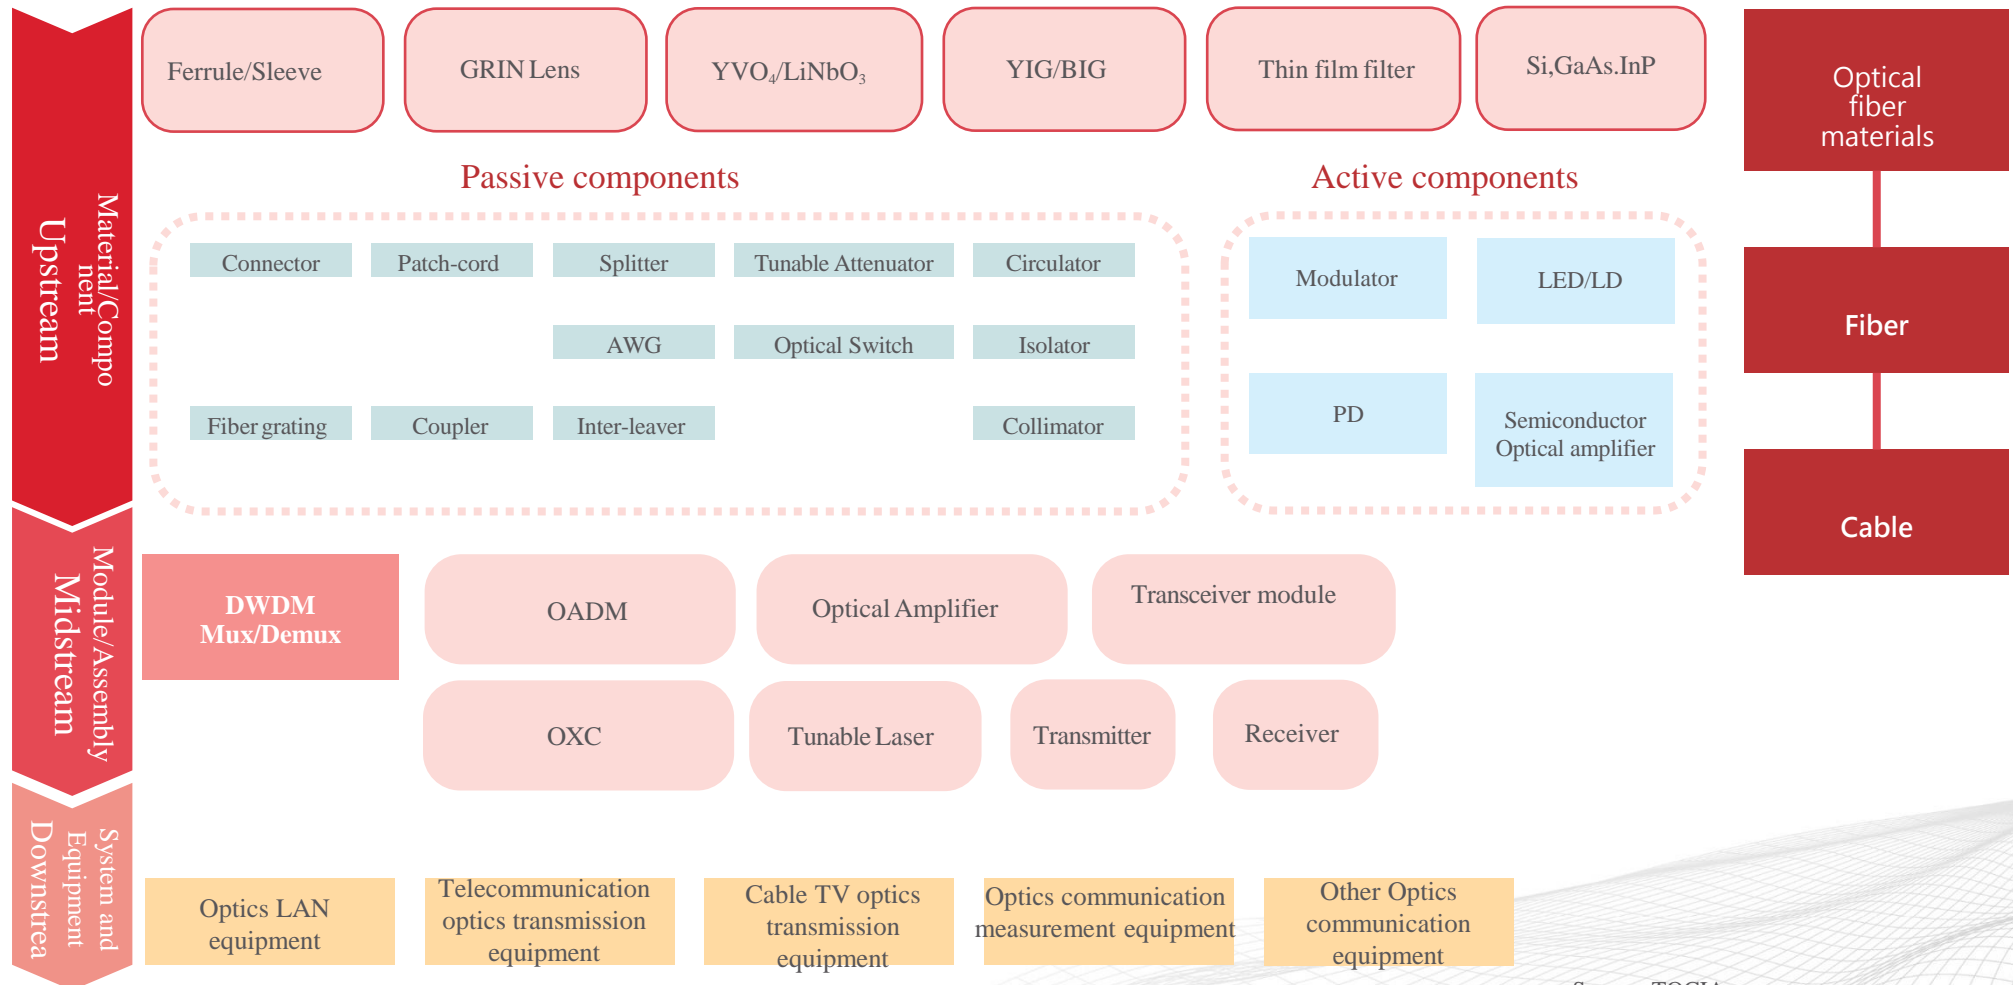 Ferrule/Sleeve
GRIN Lens
YVO₄/LiNbO₃
YIG/BIG
Thin film filter
Si,GaAs.InP
Optical
fiber
materials
Upstream
Material/Compo
nent
Passive components
Active components
Connector
Patch-cord
Splitter
Tunable Attenuator
Circulator
AWG
Optical Switch
Isolator
Fiber grating
Coupler
Inter-leaver
Collimator
Modulator
LED/LD
PD
Semiconductor
Optical amplifier
Fiber
Cable
Midstream
Module/Assembly
DWDM
Mux/Demux
OADM
Optical Amplifier
Transceiver module
OXC
Tunable Laser
Transmitter
Receiver
Downstrea
System and
Equipment
Optics LAN
equipment
Telecommunication
optics transmission
equipment
Cable TV optics
transmission
equipment
Optics communication
measurement equipment
Other Optics
communication
equipment